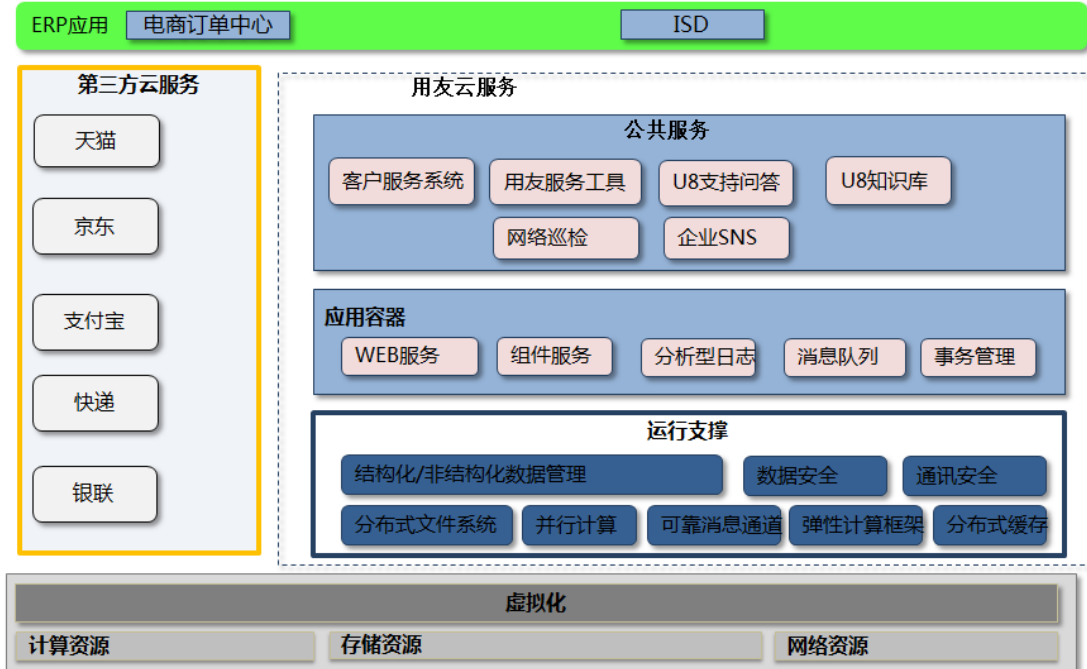 ERP应用 电商订单中心 ISD
第三方云服务
天猫
京东
支付宝
快递
银联
用友云服务
公共服务
客户服务系统 用友服务工具 U8支持问答 U8知识库
网络巡检 企业SNS
应用容器
WEB服务 组件服务 分析型日志 消息队列 事务管理
运行支撑
结构化/非结构化数据管理 数据安全 通讯安全
分布式文件系统 并行计算 可靠消息通道 弹性计算框架 分布式缓存
虚拟化
计算资源 存储资源 网络资源